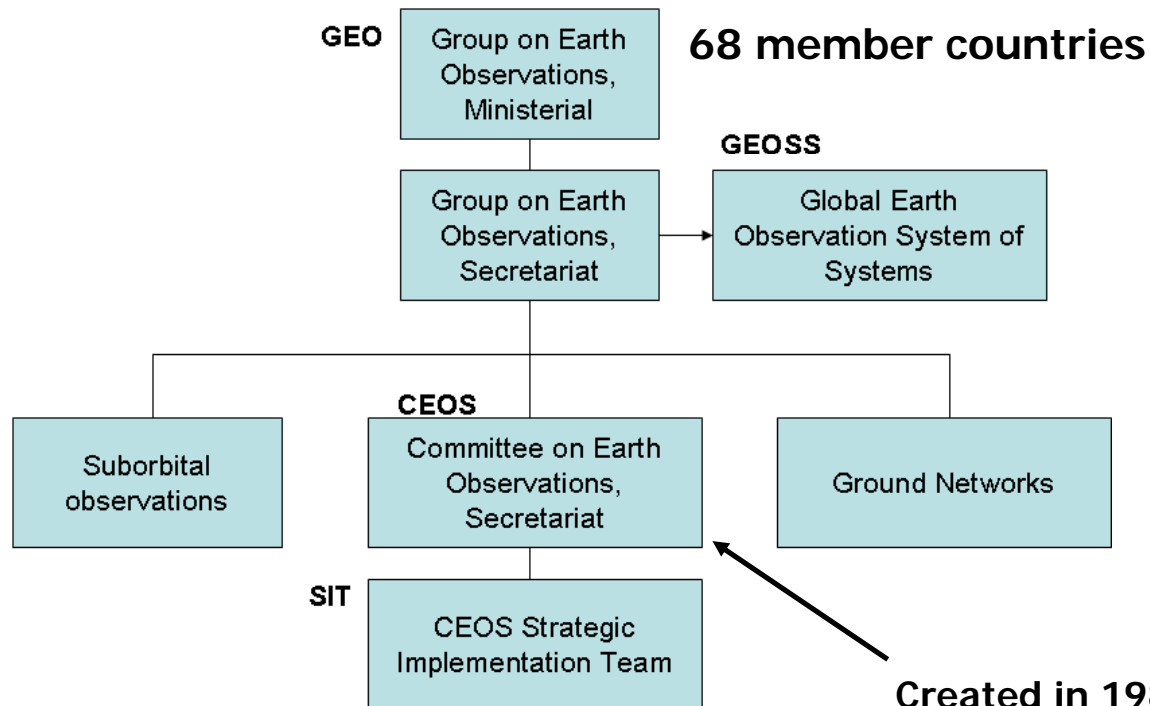 GEO
Group on Earth
Observations,
Ministerial
68 member countries
GEOSS
Group on Earth
Observations,
Secretariat
Global Earth
Observation System of
Systems
CEOS
Suborbital
observations
Committee on Earth
Observations,
Secretariat
Ground Networks
SIT
CEOS Strategic
Implementation Team
Created in